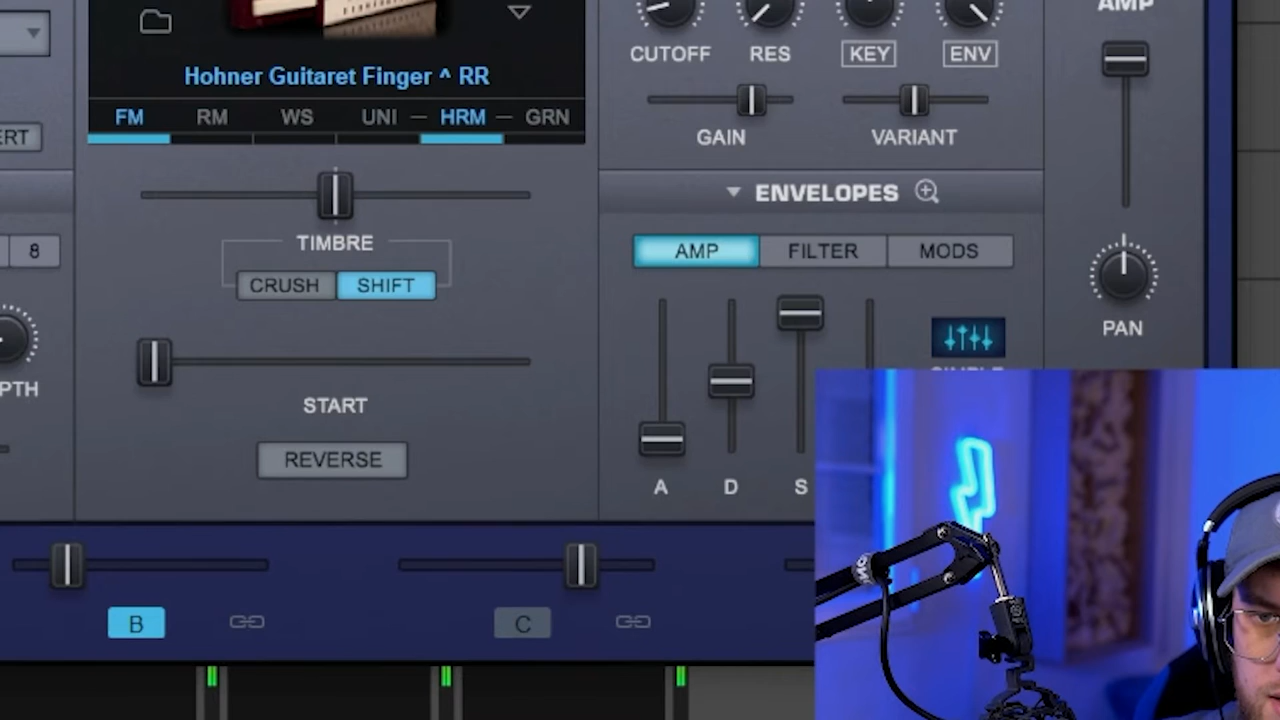 AMP
CUTOFF RES KEY ENV
Hohner Guitaret Finger ^ RR
FM RM WS UNI HRM GRN
ERT
GAIN VARIANT
ENVELOPES
TIMBRE
8
AMP FILTER MODS
CRUSH SHIFT
PAN
PTH
START
REVERSE
A D S
B C